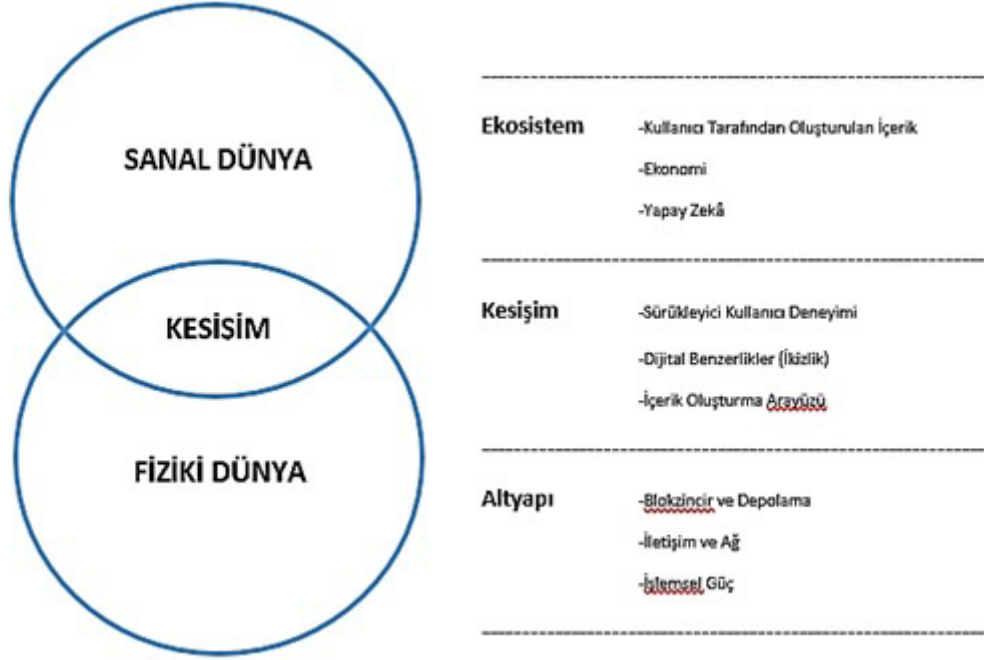 SANAL DÜNYA
KESİŞİM
FİZİKİ DÜNYA
Ekosistem
-Kullanıcı Tarafından Oluşturulan İçerik
-Ekonomi
-Yapay Zekâ
Kesişim
-Sürükleyici Kullanıcı Deneyimi
-Dijital Benzerlikler (İkizlik)
-İçerik Oluşturma Arayüzü
Altyapı
-Blokzincir ve Depolama
-İletişim ve Ağ
-İşlemsel Güç